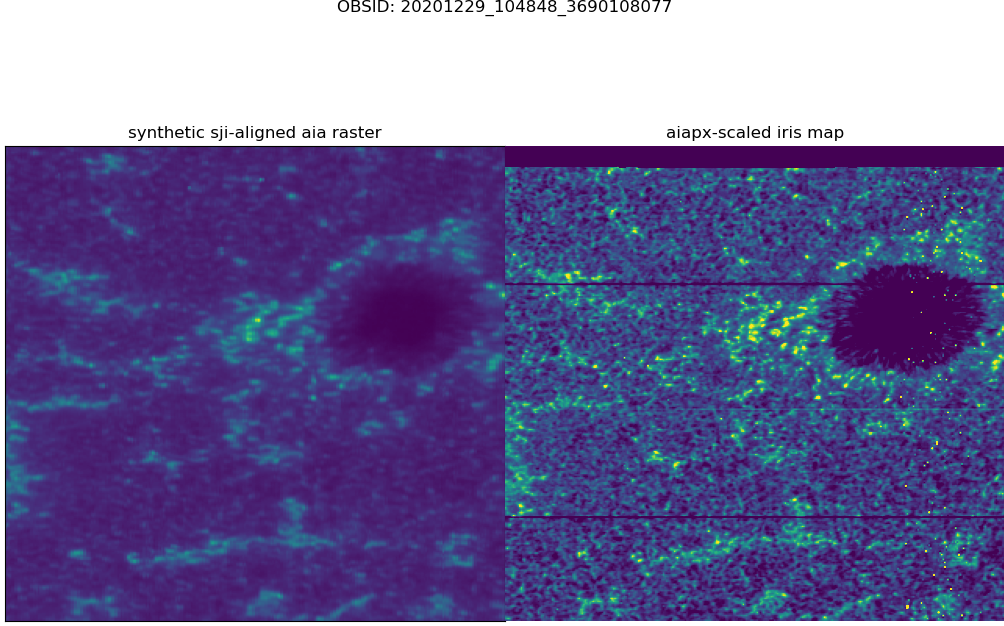 OBSID: 20201229_104848_3690108077
synthetic sji-aligned aia raster
aiapx-scaled iris map